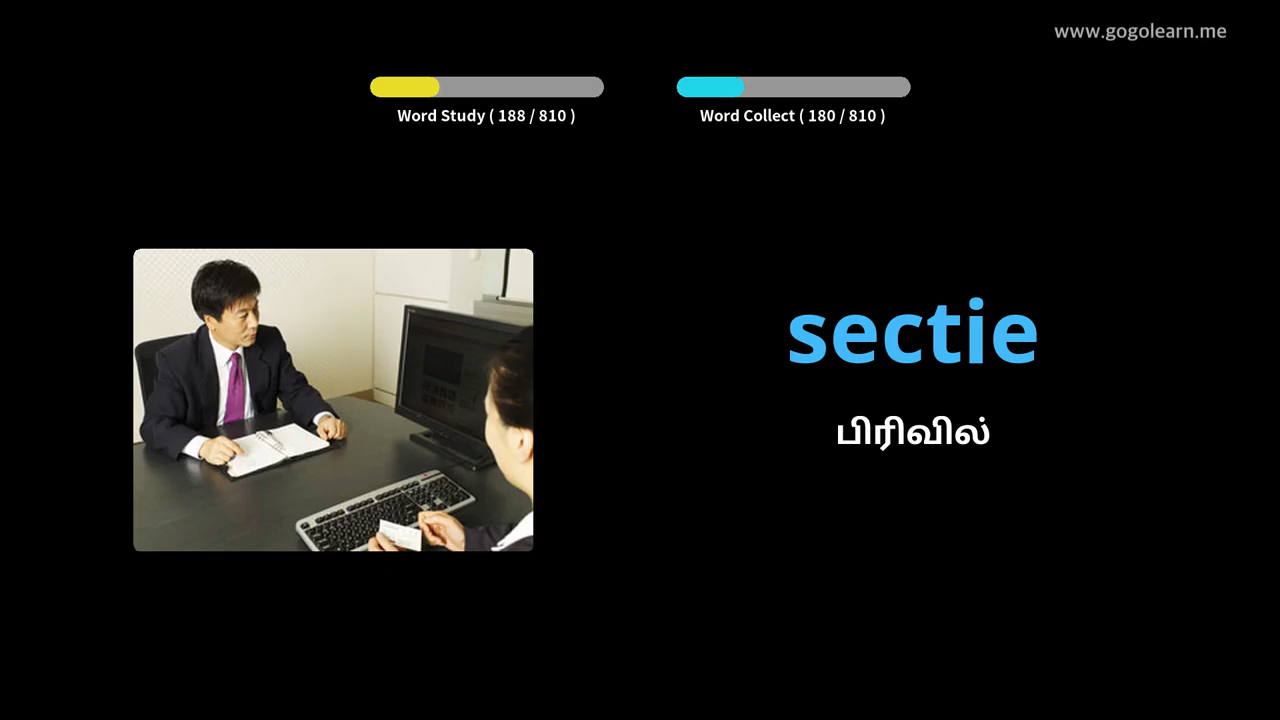 www.gogolearn.me
Word Study ( 188 / 810 )
Word Collect ( 180 / 810 )
sectie
பிரிவில்